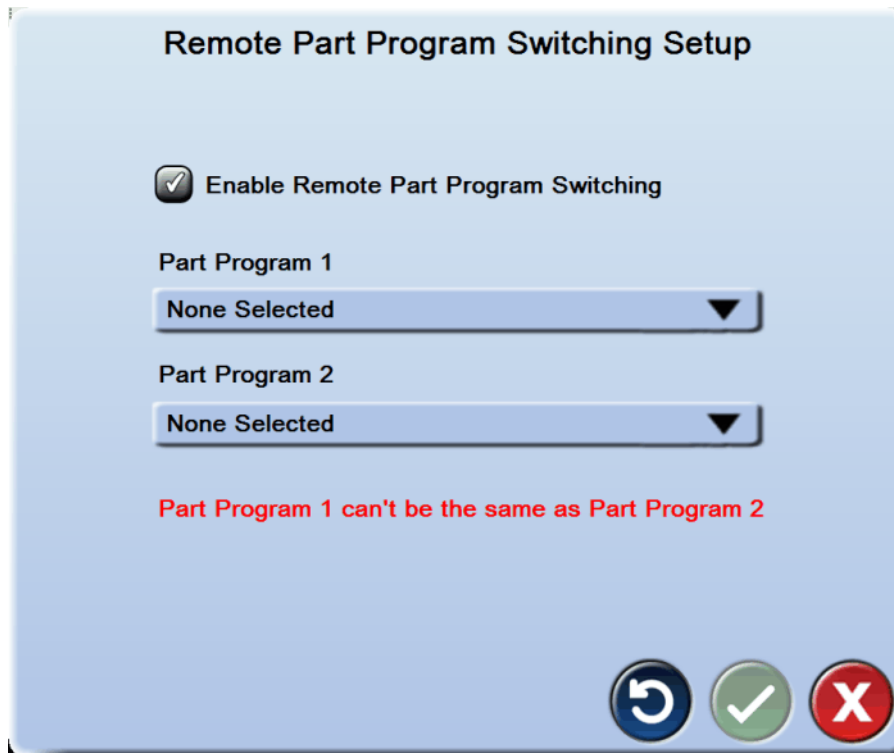 Remote Part Program Switching Setup
Enable Remote Part Program Switching
Part Program 1
None Selected
Part Program 2
None Selected
Part Program 1 can't be the same as Part Program 2